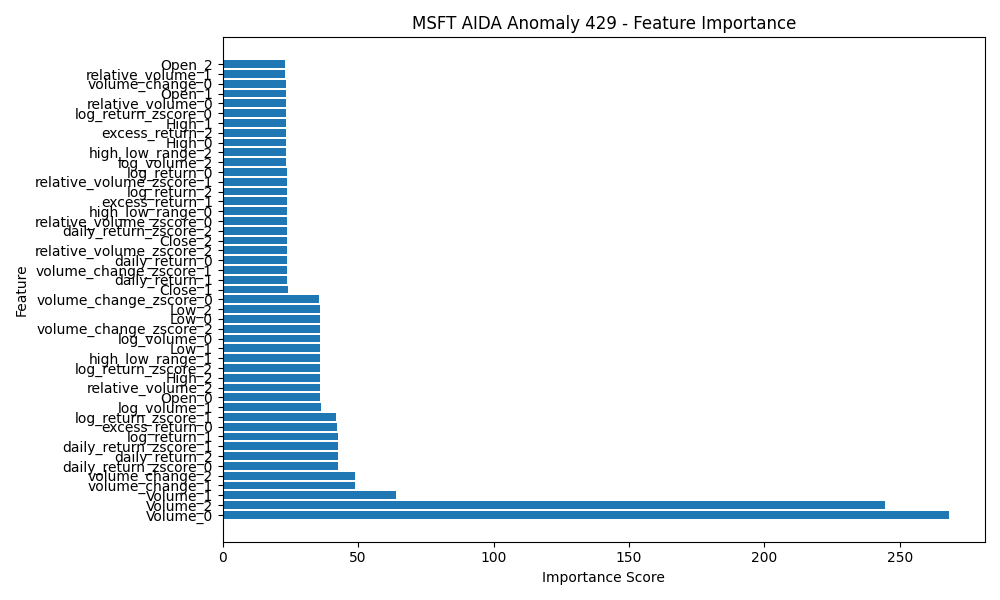 MSFT AIDA Anomaly 429 - Feature Importance
Open_2
relative_volume_1
volume_change_0
Open_1
relative_volume_0
log_return_zscore_0
High_1
excess_return_2
High_0
high_low_range_2
log_volume_2
log_return_0
relative_volume_zscore_1
log_return_2
excess_return_1
high_low_range_0
relative_volume_zscore_0
daily_return_zscore_2
Close_2
relative_volume_zscore_2
daily_return_0
volume_change_zscore_1
daily_return_1
Close_1
volume_change_zscore_0
Low_2
Low_0
volume_change_zscore_2
log_volume_0
Low_1
high_low_range_1
log_return_zscore_2
High_2
relative_volume_2
Open_0
log_volume_1
log_return_zscore_1
excess_return_0
log_return_1
daily_return_zscore_1
daily_return_2
daily_return_zscore_0
volume_change_2
volume_change_1
Volume_1
Volume_2
Volume_0
Feature
0 50 100 150 200 250
Importance Score